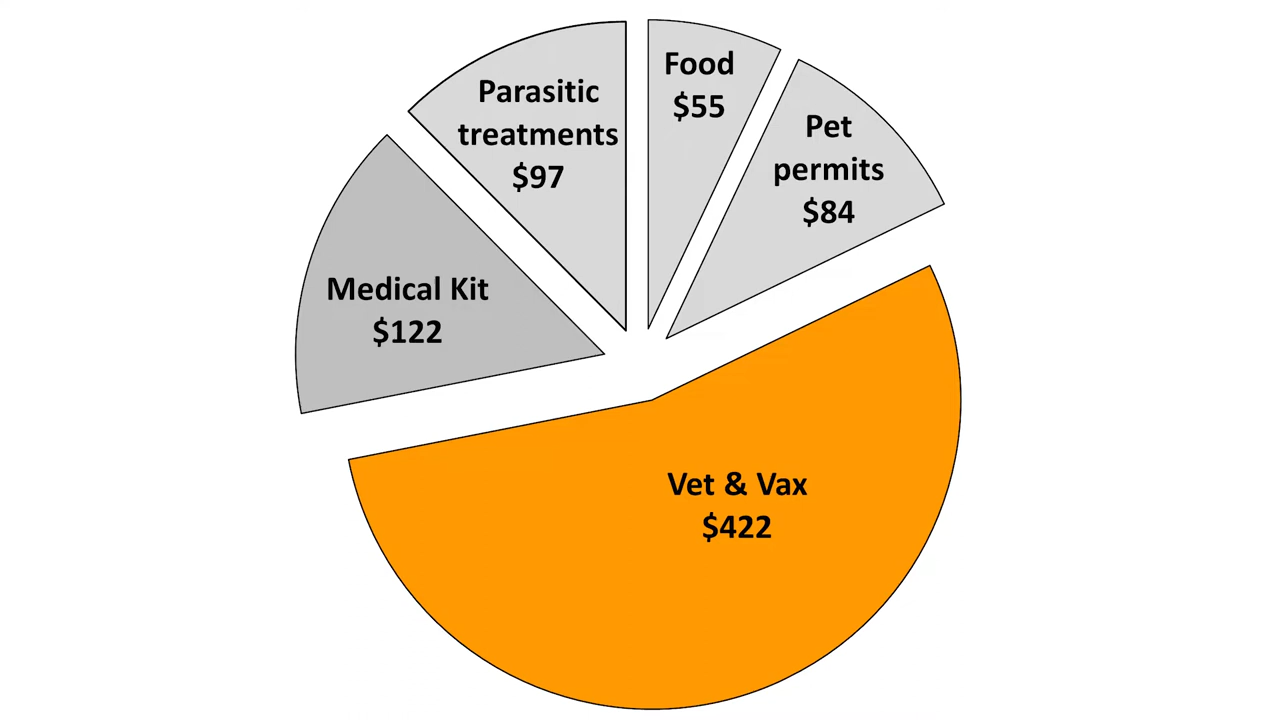 Food
$55
Parasitic
treatments
$97
Pet
permits
$84
Medical Kit
$122
Vet & Vax
$422